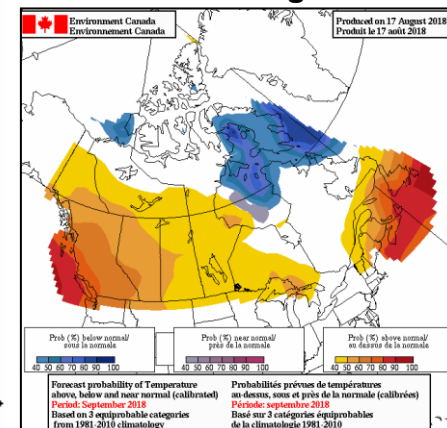 Environment Canada
Environnement Canada
Produced on 17 August 2018
Produit le 17 août 2018
Prob (%) below normal/
sous la normale
40 50 60 70 80 90 100
Prob (%) near normal/
près de la normale
40 50 60 70 80 90 100
Prob (%) above normal/
au dessus de la normale
40 50 60 70 80 90 100
Forecast probability of Temperature
above, below and near normal (calibrated)
Period: September 2018
Based on 3 equiprobable categories
from 1981-2010 climatology
Probabilités prévues de températures
au-dessus, sous et près de la normale (calibrées)
Période: septembre 2018
Basé sur 3 catégories équiprobables
de la climatologie 1981-2010